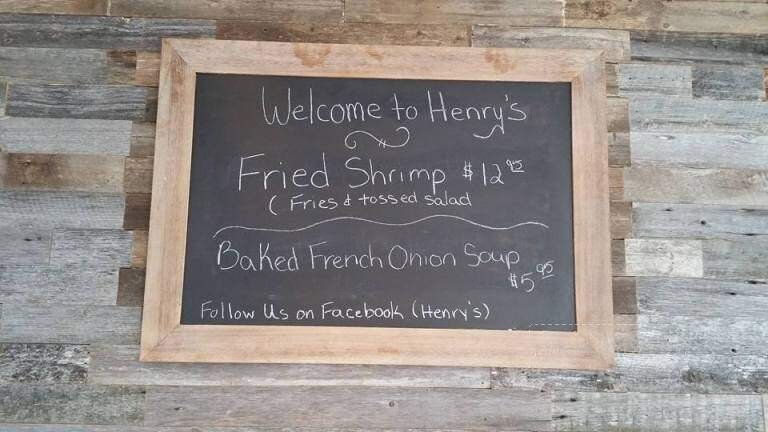 Welcome to Henry's
Fried Shrimp $12.95
( Fries & tossed salad
Baked French Onion Soup
$5.95
Follow Us on Facebook (Henry's)